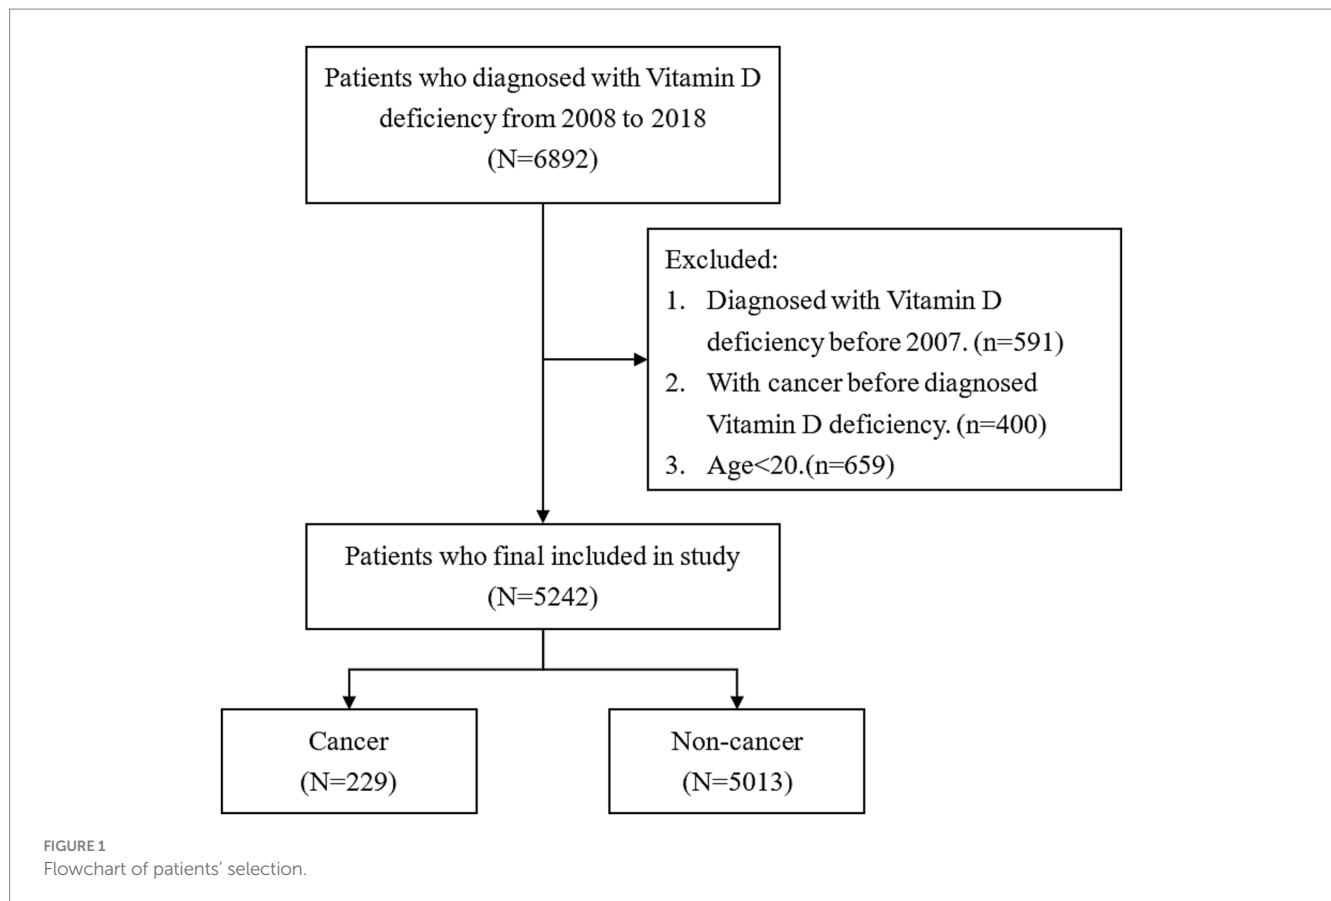 Patients who diagnosed with Vitamin D
deficiency from 2008 to 2018
(N=6892)
Excluded:
1. Diagnosed with Vitamin D
deficiency before 2007. (n=591)
2. With cancer before diagnosed
Vitamin D deficiency. (n=400)
3. Age<20.(n=659)
Patients who final included in study
(N=5242)
Cancer
(N=229)
Non-cancer
(N=5013)
FIGURE 1
Flowchart of patients’ selection.